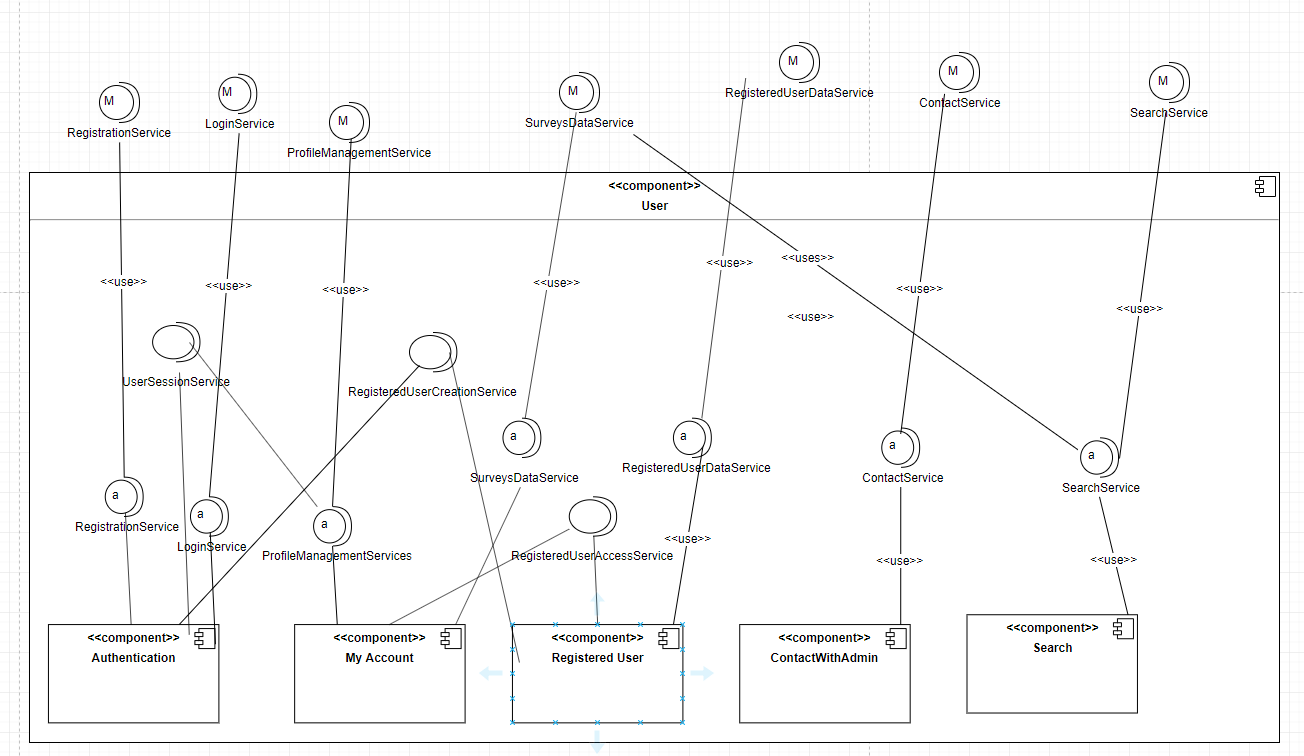 M
M
M
M
M
M
M
RegistrationService
LoginService
ProfileManagementService
SurveysDataService
RegisteredUserDataService
ContactService
SearchService
<<component>>
User
<<use>>
<<use>>
<<use>>
<<use>>
<<use>>
<<uses>>
<<use>>
<<use>>
<<use>>
UserSessionService
RegisteredUserCreationService
a
a
a
a
a
a
a
RegistrationService
LoginService
ProfileManagementServices
SurveysDataService
RegisteredUserDataService
ContactService
SearchService
RegisteredUserAccessService
<<use>>
<<use>>
<<use>>
<<component>>
Authentication
<<component>>
My Account
<<component>>
Registered User
<<component>>
ContactWithAdmin
<<component>>
Search